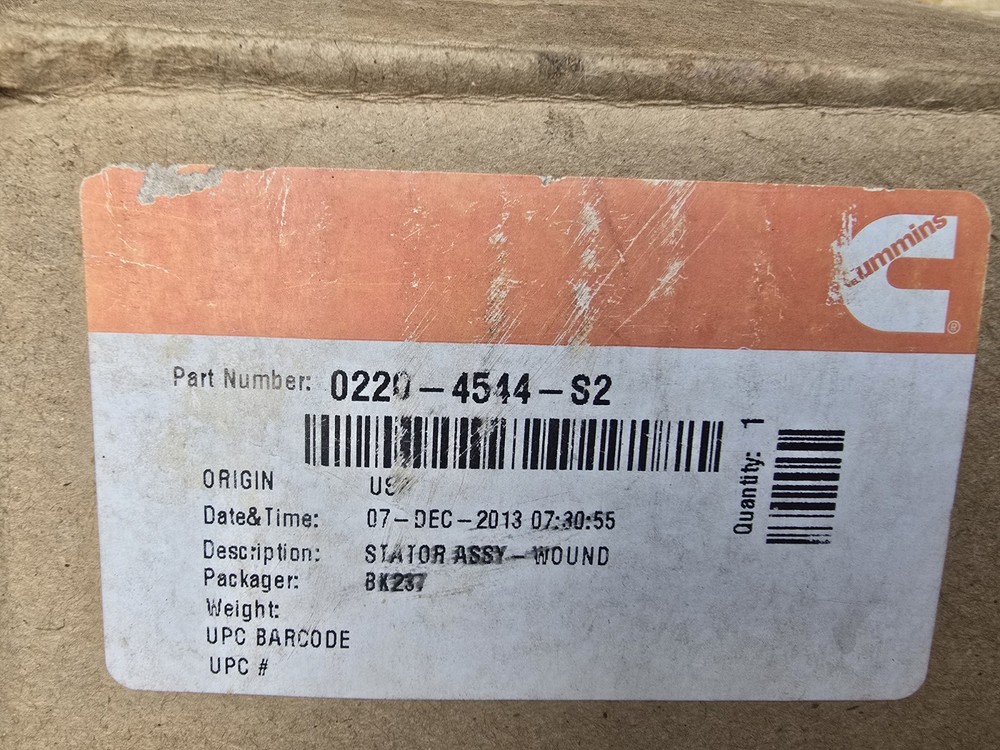 Cummins
®
Part Number: 0220-4544-S2
Quantity: 1
ORIGIN USA
Date&Time: 07-DEC-2013 07:30:55
Description: STATOR ASSY-WOUND
Packager: BK237
Weight:
UPC BARCODE
UPC #